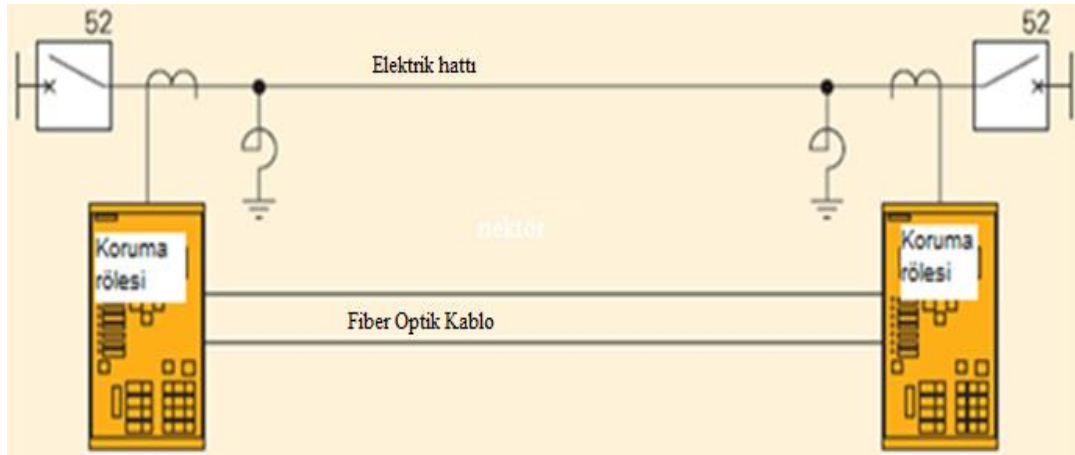 52
52
Elektrik hattı
Koruma
rölesi
Koruma
rölesi
Fiber Optik Kablo